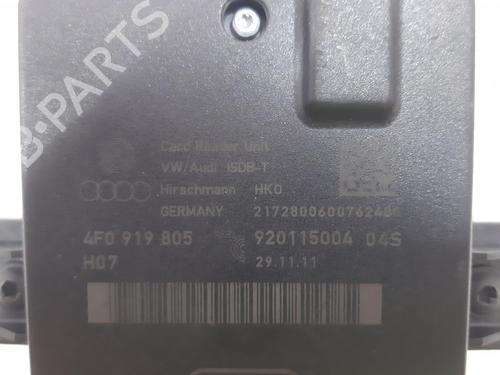 B-PARTS
Card Reader Unit
VW/Audi ISDB-T
Hirschmann HKO
GERMANY 217280060076240
4F0 919 805 920115004 04S
H07 29.11.11